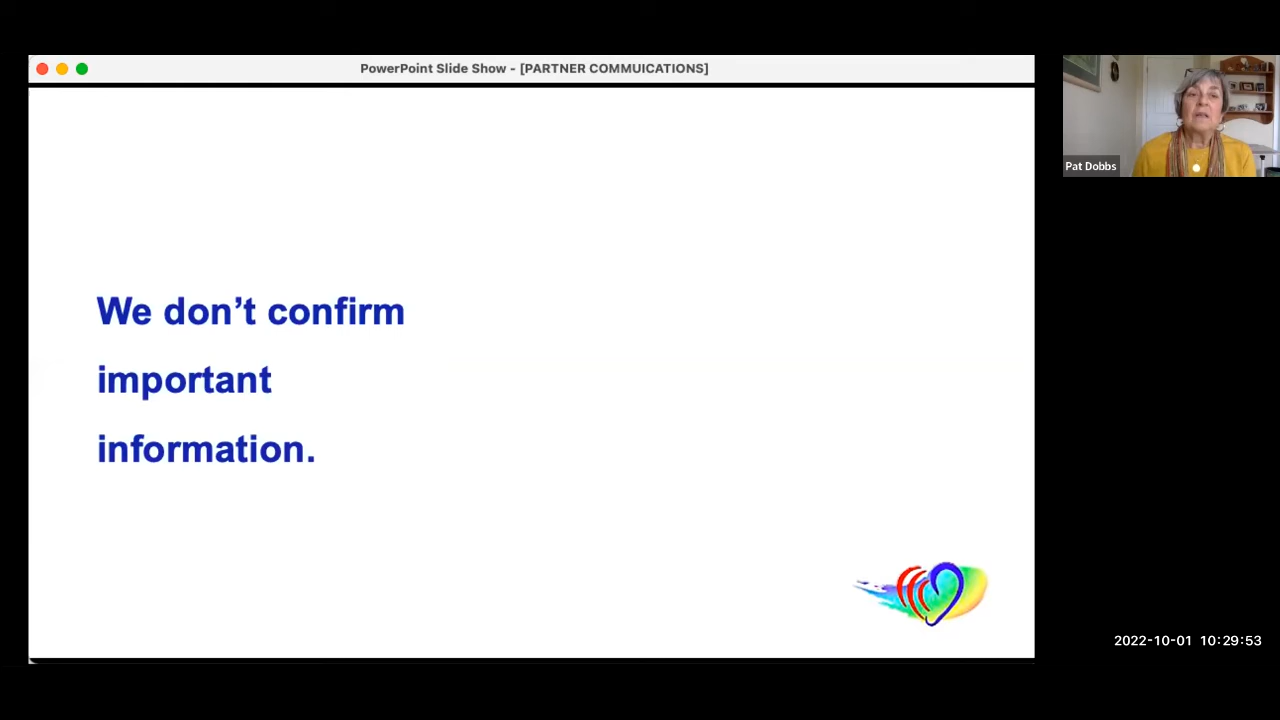 PowerPoint Slide Show - [PARTNER COMMUICATIONS]
Pat Dobbs
We don’t confirm
important
information.
2022-10-01 10:29:53